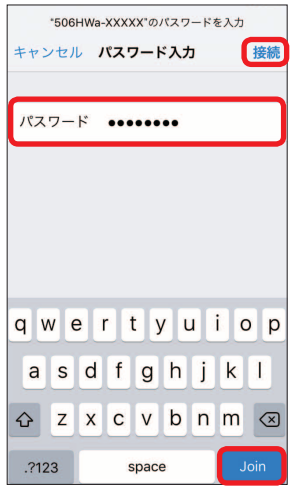 "506HWa-XXXXX"のパスワードを入力
キャンセル パスワード入力 接続
パスワード ●●●●●●●●
q w e r t y u i o p
a s d f g h j k l
z x c v b n m
.?123 space Join